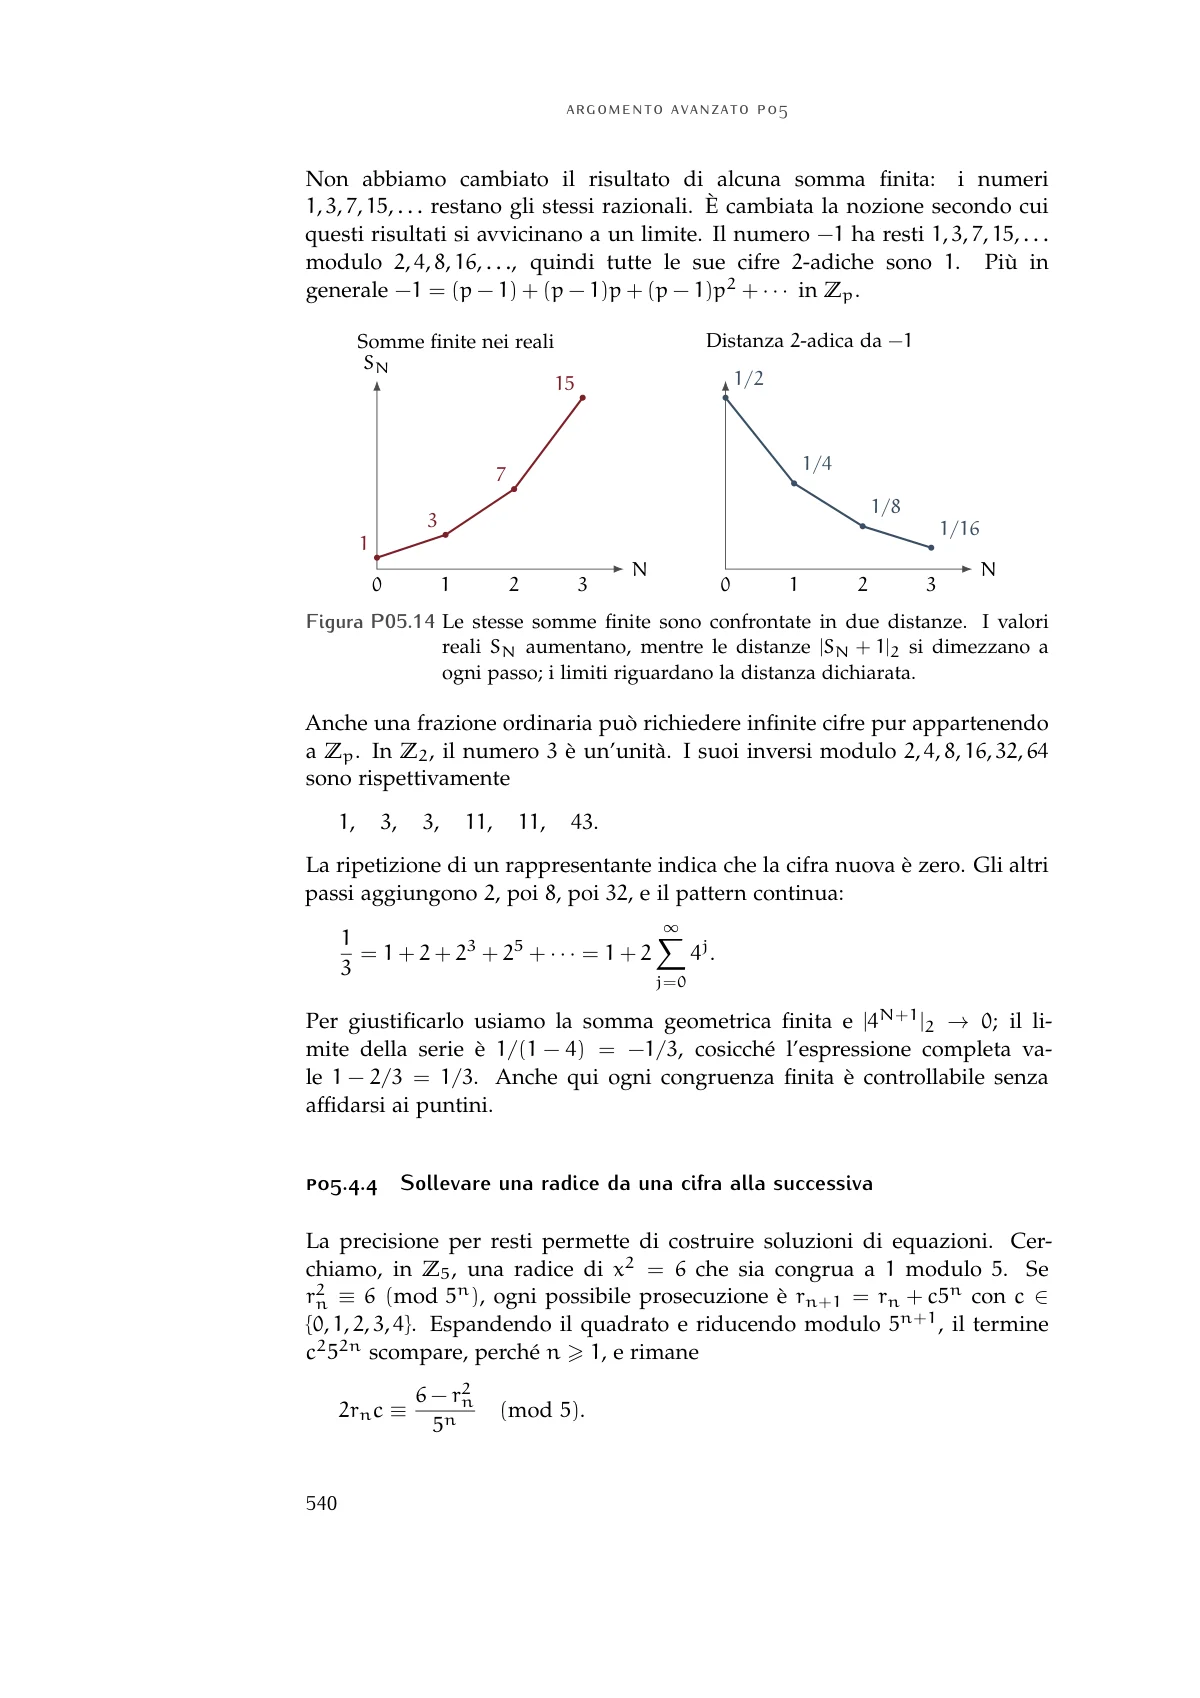 ARGOMENTO AVANZATO P05
Non abbiamo cambiato il risultato di alcuna somma finita: i numeri
1, 3, 7, 15, . . . restano gli stessi razionali. È cambiata la nozione secondo cui
questi risultati si avvicinano a un limite. Il numero −1 ha resti 1, 3, 7, 15, . . .
modulo 2, 4, 8, 16, . . ., quindi tutte le sue cifre 2-adiche sono 1. Più in
generale −1 = (p − 1) + (p − 1)p + (p − 1)p² + · · · in ℤₚ.
Somme finite nei reali
S_N
15
7
3
1
N
0 1 2 3
Distanza 2-adica da −1
1/2
1/4
1/8
1/16
N
0 1 2 3
Figura P05.14 Le stesse somme finite sono confrontate in due distanze. I valori
reali S_N aumentano, mentre le distanze |S_N + 1|₂ si dimezzano a
ogni passo; i limiti riguardano la distanza dichiarata.
Anche una frazione ordinaria può richiedere infinite cifre pur appartenendo
a ℤₚ. In ℤ₂, il numero 3 è un’unità. I suoi inversi modulo 2, 4, 8, 16, 32, 64
sono rispettivamente
1, 3, 3, 11, 11, 43.
La ripetizione di un rappresentante indica che la cifra nuova è zero. Gli altri
passi aggiungono 2, poi 8, poi 32, e il pattern continua:
1/3 = 1 + 2 + 2³ + 2⁵ + · · · = 1 + 2 ∑_{j=0}^{∞} 4ʲ.
Per giustificarlo usiamo la somma geometrica finita e |4^{N+1}|₂ → 0; il li-
mite della serie è 1/(1 − 4) = −1/3, cosicché l’espressione completa va-
le 1 − 2/3 = 1/3. Anche qui ogni congruenza finita è controllabile senza
affidarsi ai puntini.
P05.4.4 Sollevare una radice da una cifra alla successiva
La precisione per resti permette di costruire soluzioni di equazioni. Cer-
chiamo, in ℤ₅, una radice di x² = 6 che sia congrua a 1 modulo 5. Se
r_n² ≡ 6 (mod 5ⁿ), ogni possibile prosecuzione è r_{n+1} = r_n + c5ⁿ con c ∈
{0, 1, 2, 3, 4}. Espandendo il quadrato e riducendo modulo 5^{n+1}, il termine
c²5^{2n} scompare, perché n ⩾ 1, e rimane
2r_n c ≡ (6 − r_n²)/5ⁿ (mod 5).
540